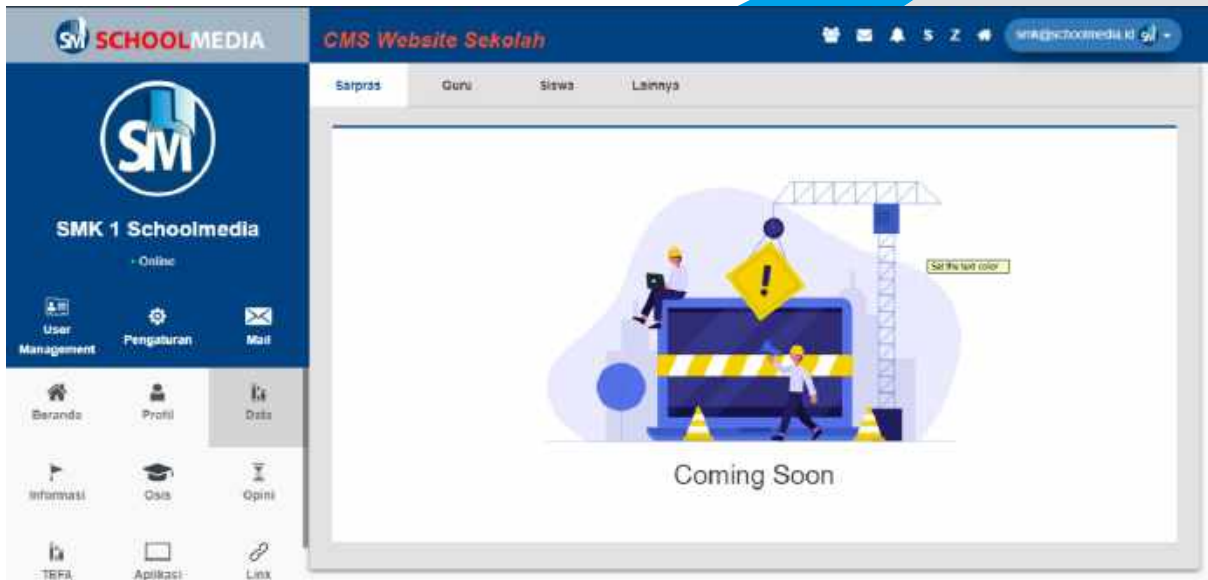 SM SCHOOLMEDIA
CMS Website Sekolah
S Z
smk@schoolmedia.id
Sarpras Guru Siswa Lainnya
SM
SMK 1 Schoolmedia
Online
User Management
Pengaturan
Mail
Beranda
Profil
Data
Informasi
Osis
Opini
TEFA
Aplikasi
Link
Set the text color
Coming Soon